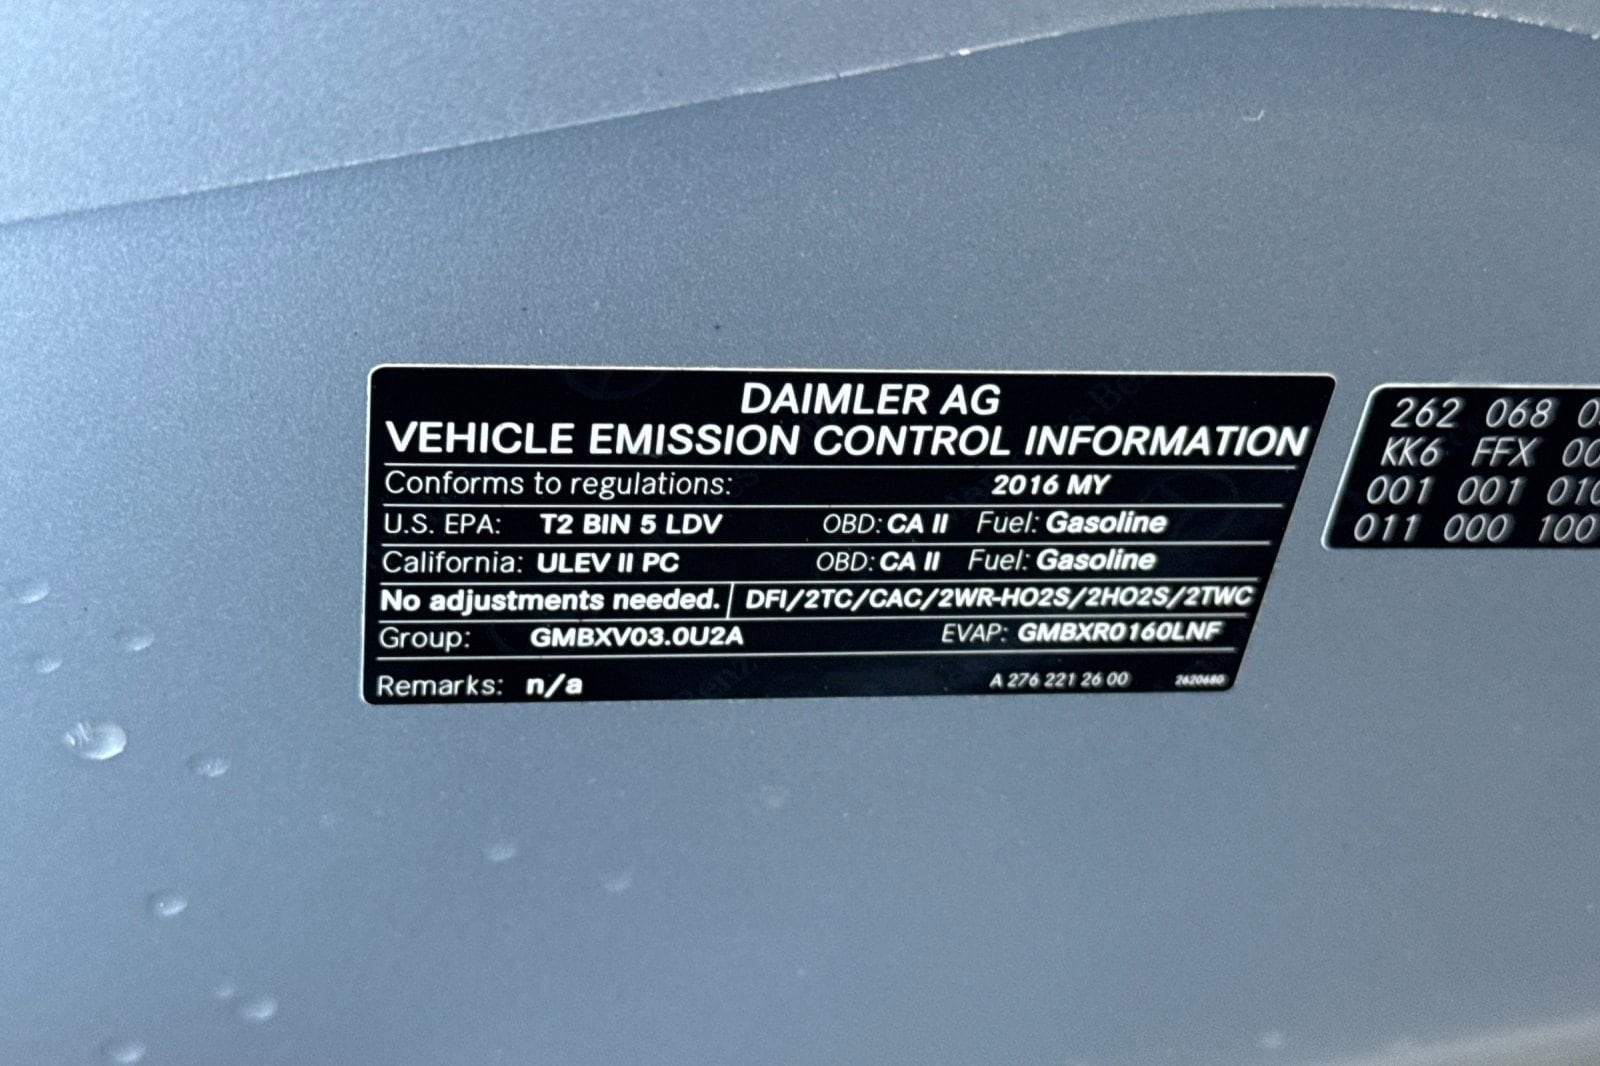 DAIMLER AG
VEHICLE EMISSION CONTROL INFORMATION
Conforms to regulations: 2016 MY
U.S. EPA: T2 BIN 5 LDV OBD: CA II Fuel: Gasoline
California: ULEV II PC OBD: CA II Fuel: Gasoline
No adjustments needed. DFI/2TC/CAC/2WR-HO2S/2HO2S/2TWC
Group: GMBXV03.0U2A EVAP: GMBXR0160LNF
Remarks: n/a A 276 221 26 00 2620680
262 068
KK6 FFX
001 001 010
011 000 100